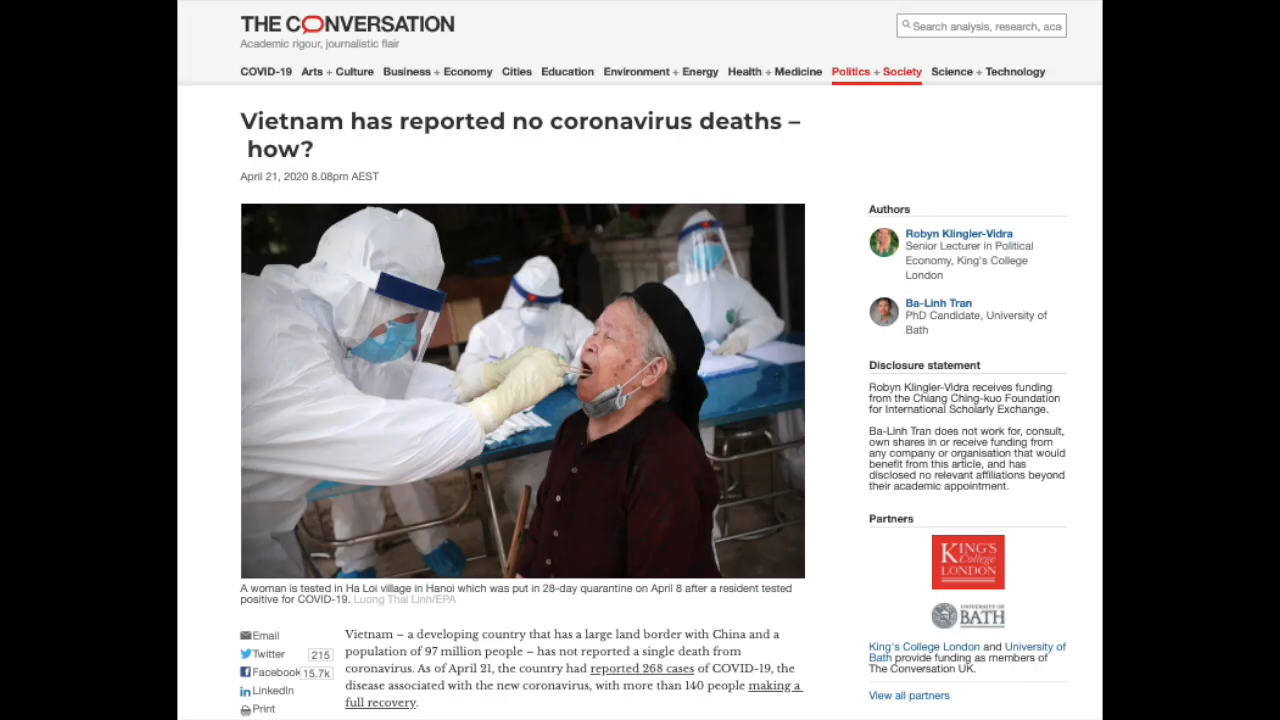 THE CONVERSATION
Academic rigour, journalistic flair
Search analysis, research, aca
COVID-19 Arts + Culture Business + Economy Cities Education Environment + Energy Health + Medicine Politics + Society Science + Technology
Vietnam has reported no coronavirus deaths –
how?
April 21, 2020 8.08pm AEST
A woman is tested in Ha Loi village in Hanoi which was put in 28-day quarantine on April 8 after a resident tested
positive for COVID-19. Luong Thai Linh/EPA
Email
Twitter 215
Facebook 15.7k
LinkedIn
Print
Vietnam – a developing country that has a large land border with China and a
population of 97 million people – has not reported a single death from
coronavirus. As of April 21, the country had reported 268 cases of COVID-19, the
disease associated with the new coronavirus, with more than 140 people making a
full recovery.
Authors
Robyn Klingler-Vidra
Senior Lecturer in Political
Economy, King's College
London
Ba-Linh Tran
PhD Candidate, University of
Bath
Disclosure statement
Robyn Klingler-Vidra receives funding
from the Chiang Ching-kuo Foundation
for International Scholarly Exchange.
Ba-Linh Tran does not work for, consult,
own shares in or receive funding from
any company or organisation that would
benefit from this article, and has
disclosed no relevant affiliations beyond
their academic appointment.
Partners
KING'S
College
LONDON
UNIVERSITY OF
BATH
King's College London and University of
Bath provide funding as members of
The Conversation UK.
View all partners